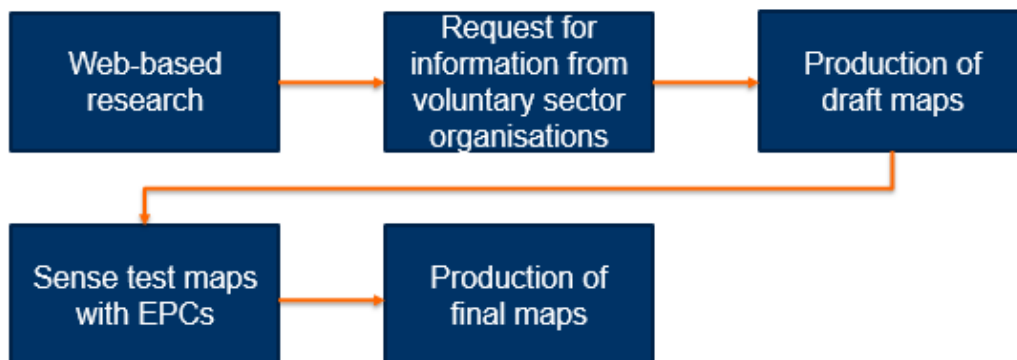 Web-based
research
Request for
information from
voluntary sector
organisations
Production of
draft maps
Sense test maps
with EPCs
Production of
final maps